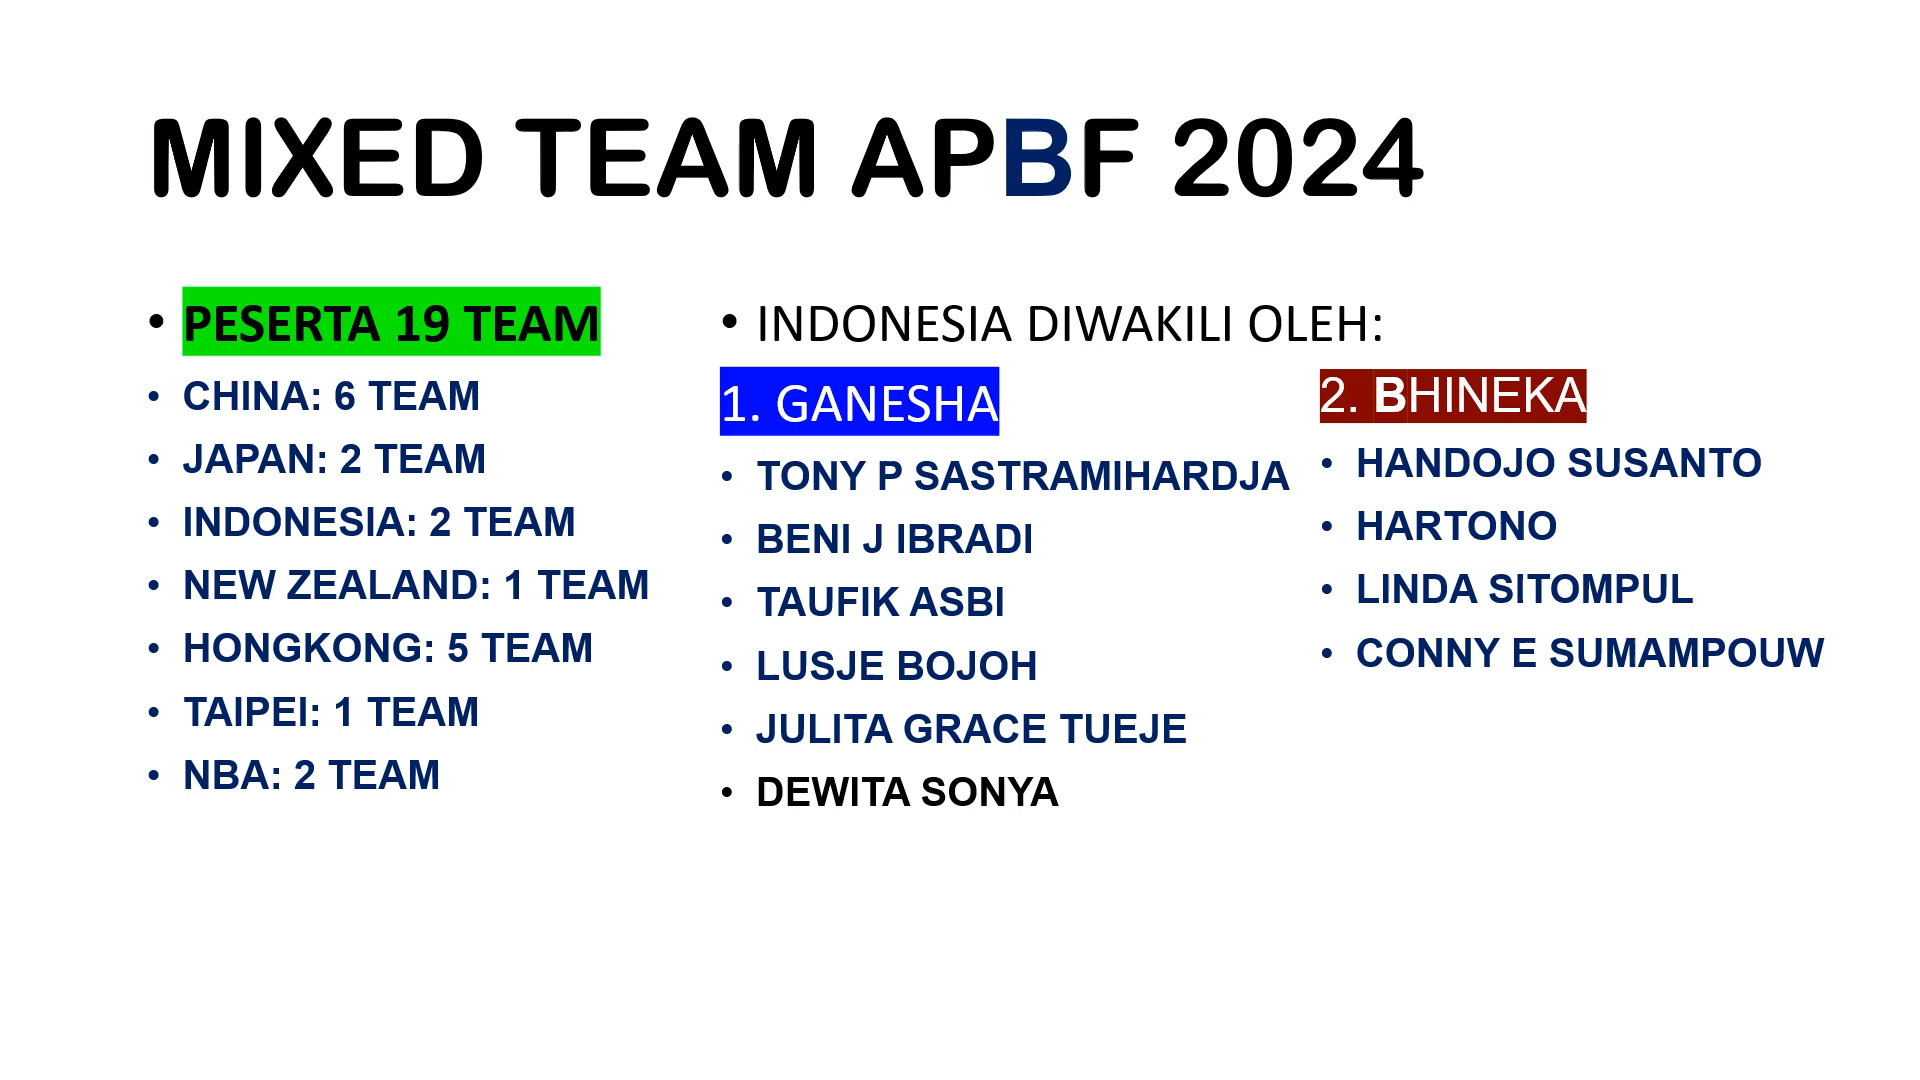 MIXED TEAM APBF 2024
• PESERTA 19 TEAM
• CHINA: 6 TEAM
• JAPAN: 2 TEAM
• INDONESIA: 2 TEAM
• NEW ZEALAND: 1 TEAM
• HONGKONG: 5 TEAM
• TAIPEI: 1 TEAM
• NBA: 2 TEAM
• INDONESIA DIWAKILI OLEH:
1. GANESHA
• TONY P SASTRAMIHARDJA
• BENI J IBRADI
• TAUFIK ASBI
• LUSJE BOJOH
• JULITA GRACE TUEJE
• DEWITA SONYA
2. BHINEKA
• HANDOJO SUSANTO
• HARTONO
• LINDA SITOMPUL
• CONNY E SUMAMPOUW